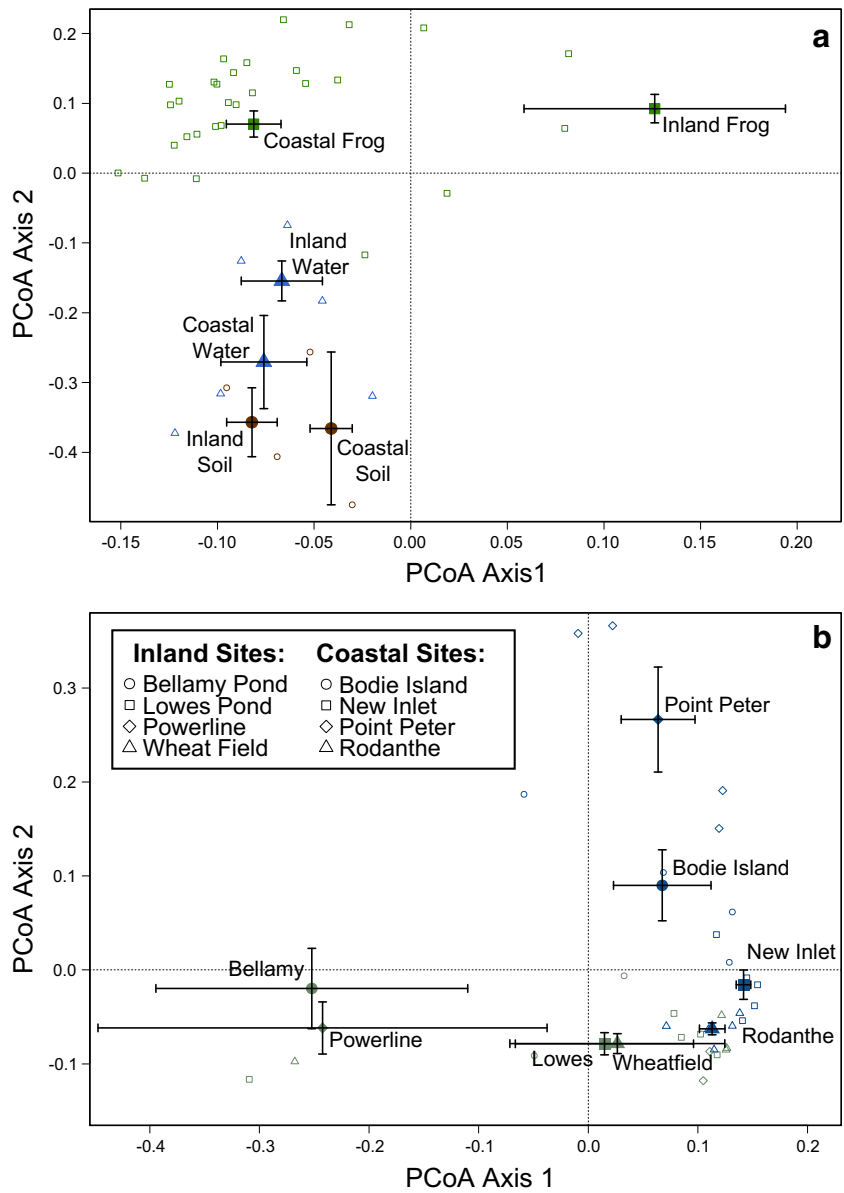 a
0.2
0.1
0.0
-0.1
-0.2
-0.3
-0.4
PCoA Axis 2
Coastal Frog
Inland Frog
Inland
Water
Coastal
Water
Inland
Soil
Coastal
Soil
-0.15
-0.10
-0.05
0.00
0.05
0.10
0.15
0.20
PCoA Axis1
b
Inland Sites:
Bellamy Pond
Lowes Pond
Powerline
Wheat Field
Coastal Sites:
Bodie Island
New Inlet
Point Peter
Rodanthe
0.3
0.2
0.1
0.0
-0.1
PCoA Axis 2
Point Peter
Bodie Island
New Inlet
Bellamy
Powerline
Rodanthe
Lowes
Wheatfield
-0.4
-0.3
-0.2
-0.1
0.0
0.1
0.2
PCoA Axis 1